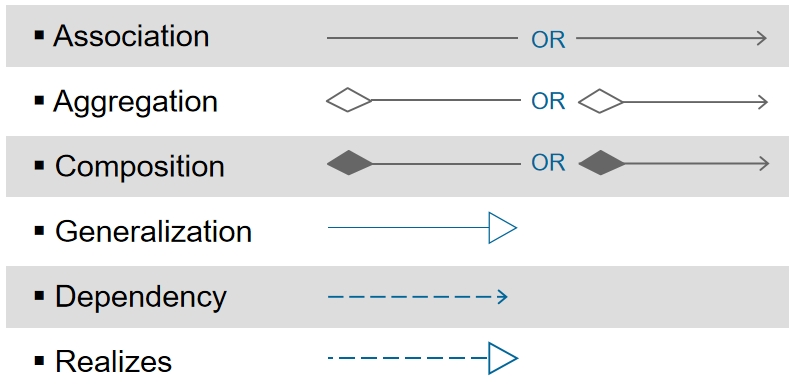 ▪ Association OR
▪ Aggregation OR
▪ Composition OR
▪ Generalization
▪ Dependency
▪ Realizes